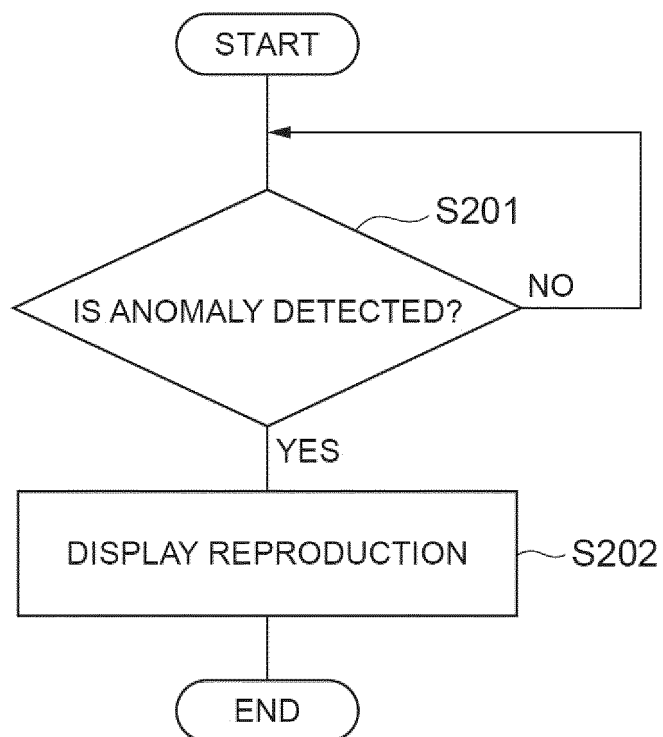 START
S201
IS ANOMALY DETECTED?
NO
YES
DISPLAY REPRODUCTION
S202
END